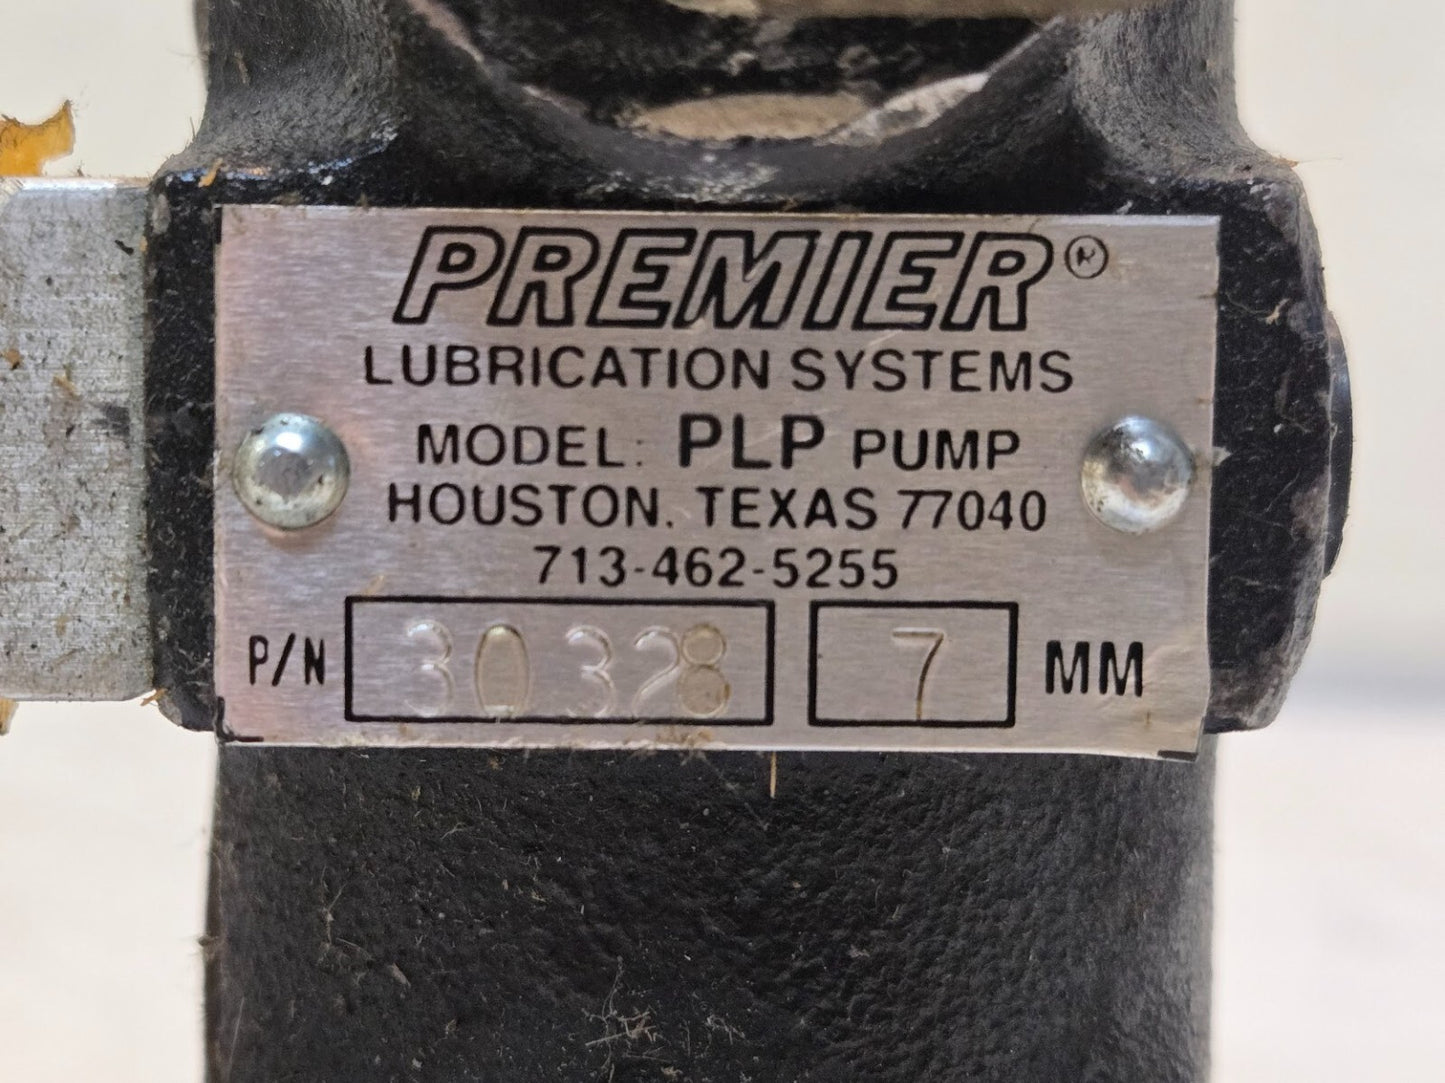 PREMIER®
LUBRICATION SYSTEMS
MODEL: PLP PUMP
HOUSTON, TEXAS 77040
713-462-5255
P/N 30328 7 MM